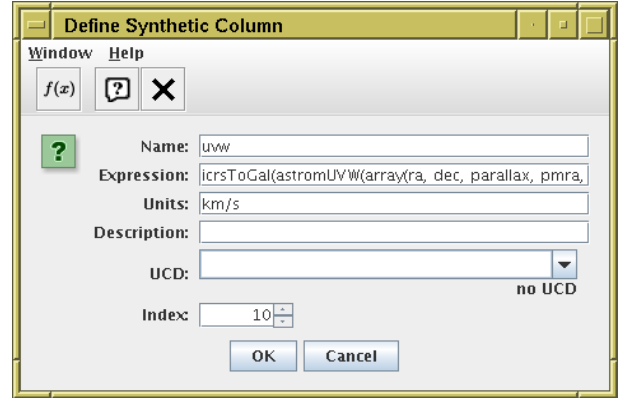 Define Synthetic Column
Window Help
f(x)
Name: uvw
Expression: icrsToGal(astromUVW(array(ra, dec, parallax, pmra,
Units: km/s
Description:
UCD:
no UCD
Index: 10
OK Cancel